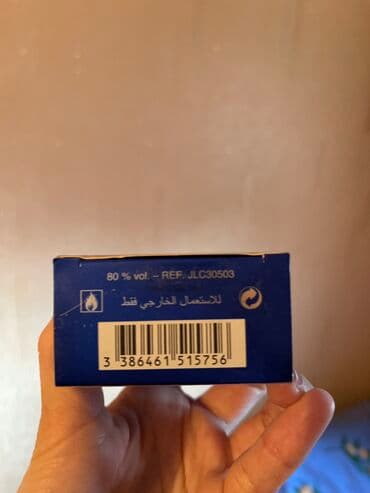 80 % vol. – REF. JLC30503
للاستعمال الخارجي فقط
3 386461 515756